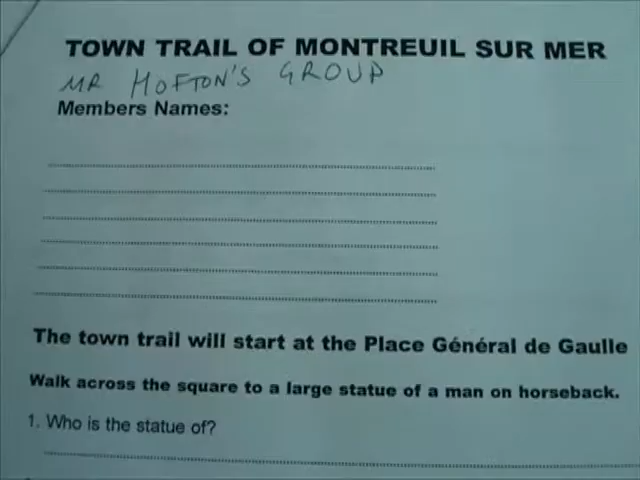 TOWN TRAIL OF MONTREUIL SUR MER
MR HOFTON'S GROUP
Members Names:
The town trail will start at the Place Général de Gaulle
Walk across the square to a large statue of a man on horseback.
1. Who is the statue of?